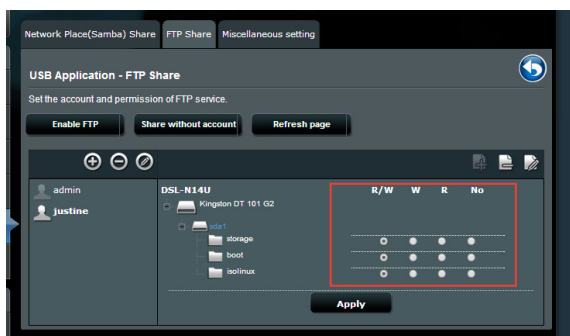 Network Place(Samba) Share FTP Share Miscellaneous setting
USB Application - FTP Share
Set the account and permission of FTP service.
Enable FTP Share without account Refresh page
admin DSL-N14U R/W W R No
justine Kingston DT 101 G2
sda1
storage
boot
isolinux
Apply